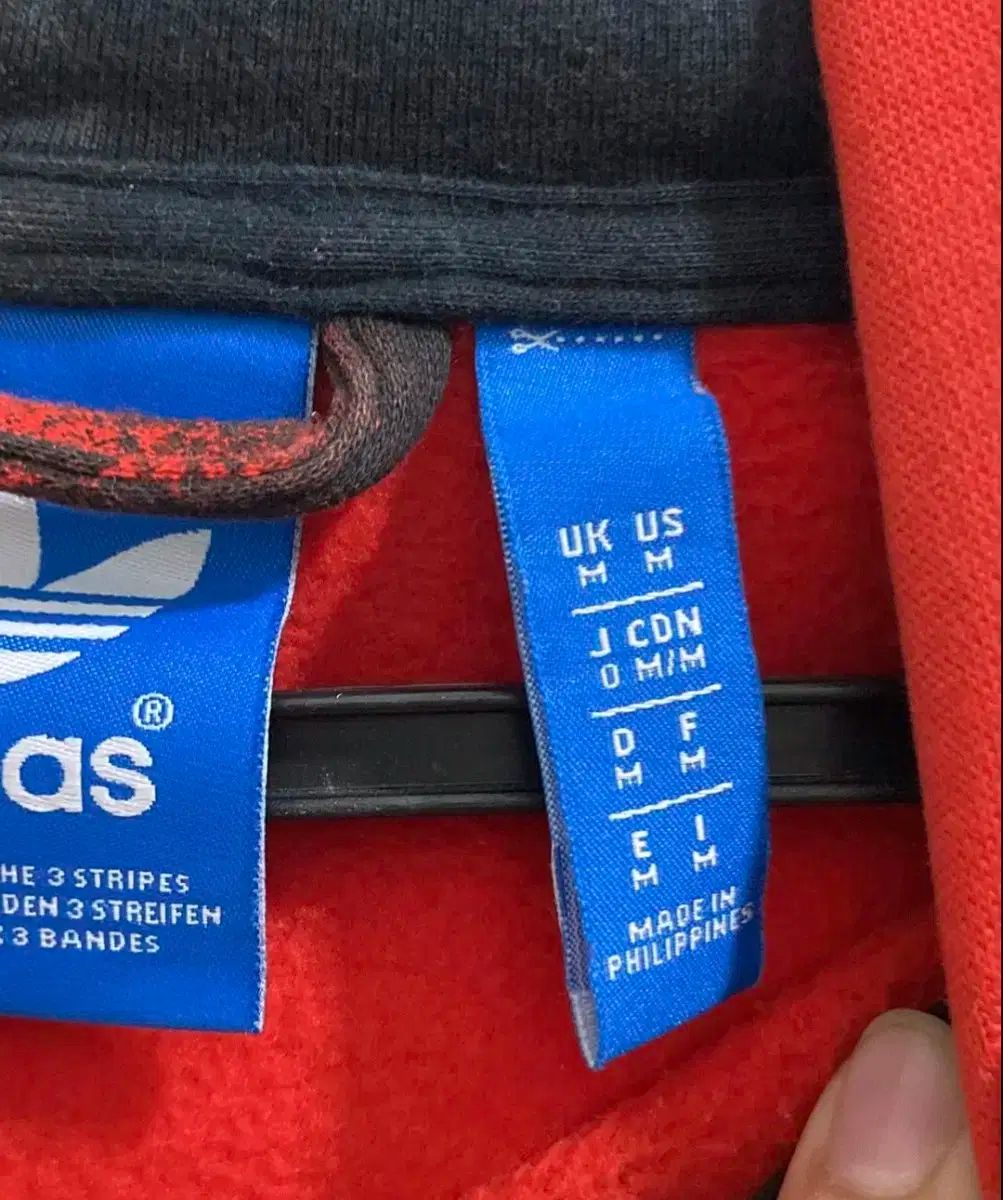 as®
HE 3 STRIPES
DEN 3 STREIFEN
3 BANDES
UK US
M M
J CDN
O M/M
D F
M M
E I
M M
MADE IN
PHILIPPINES